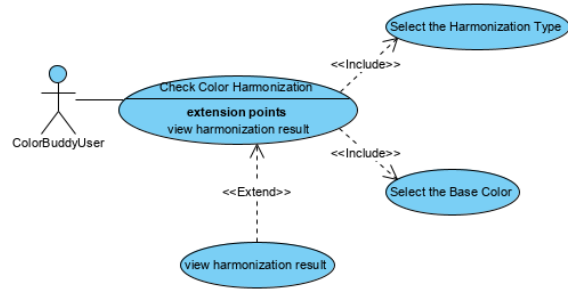 Select the Harmonization Type
<<Include>>
Check Color Harmonization
extension points
view harmonization result
ColorBuddyUser
<<Include>>
<<Extend>>
Select the Base Color
view harmonization result